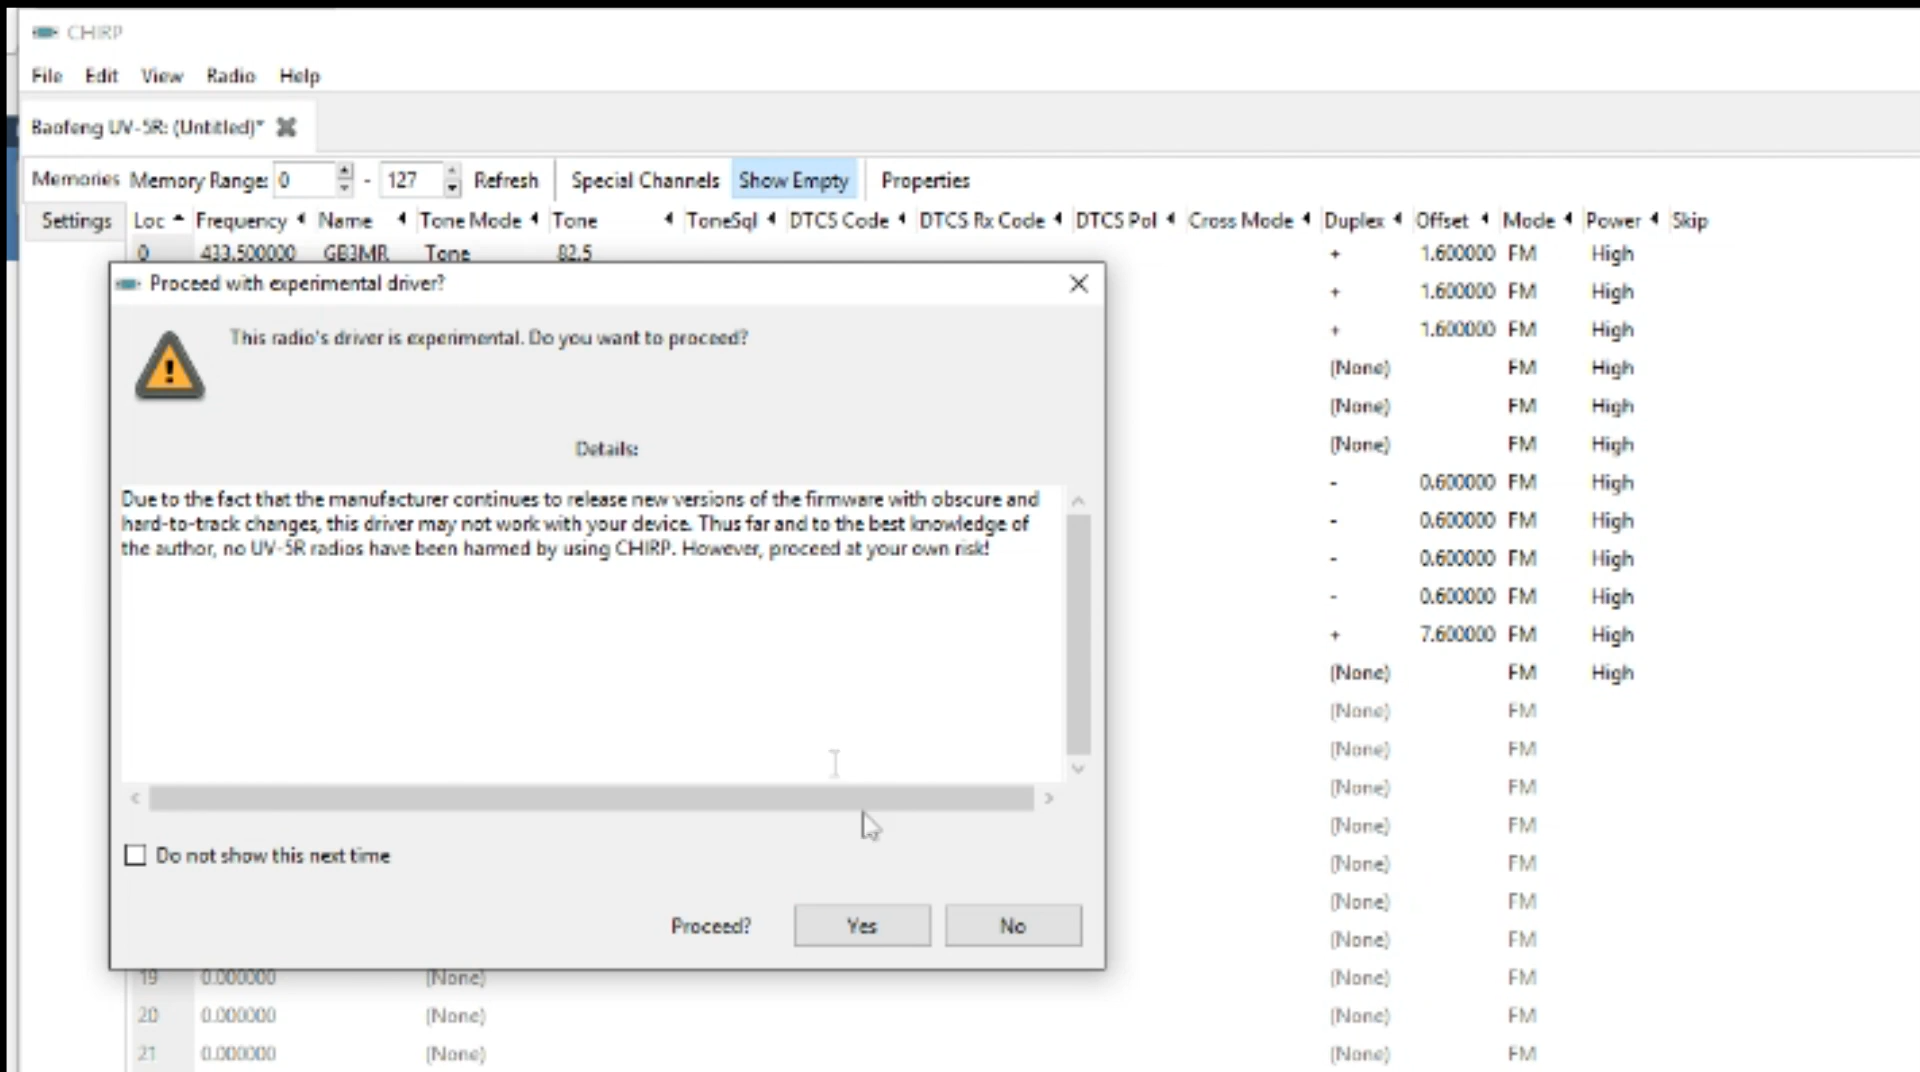 CHIRP
File Edit View Radio Help
Baofeng UV-5R: (Untitled)*
Memories Memory Range: 0 - 127 Refresh Special Channels Show Empty Properties
Settings Loc Frequency Name Tone Mode Tone ToneSql DTCS Code DTCS Rx Code DTCS Pol Cross Mode Duplex Offset Mode Power Skip
0 433.500000 GB3MR Tone 82.5 + 1.600000 FM High
+ 1.600000 FM High
+ 1.600000 FM High
(None) FM High
(None) FM High
(None) FM High
- 0.600000 FM High
- 0.600000 FM High
- 0.600000 FM High
- 0.600000 FM High
+ 7.600000 FM High
(None) FM High
(None) FM
(None) FM
(None) FM
(None) FM
(None) FM
(None) FM
(None) FM
Proceed with experimental driver?
This radio's driver is experimental. Do you want to proceed?
Details:
Due to the fact that the manufacturer continues to release new versions of the firmware with obscure and
hard-to-track changes, this driver may not work with your device. Thus far and to the best knowledge of
the author, no UV-5R radios have been harmed by using CHIRP. However, proceed at your own risk!
Do not show this next time
Proceed? Yes No
19 0.000000 (None) (None) FM
20 0.000000 (None) (None) FM
21 0.000000 (None) (None) FM